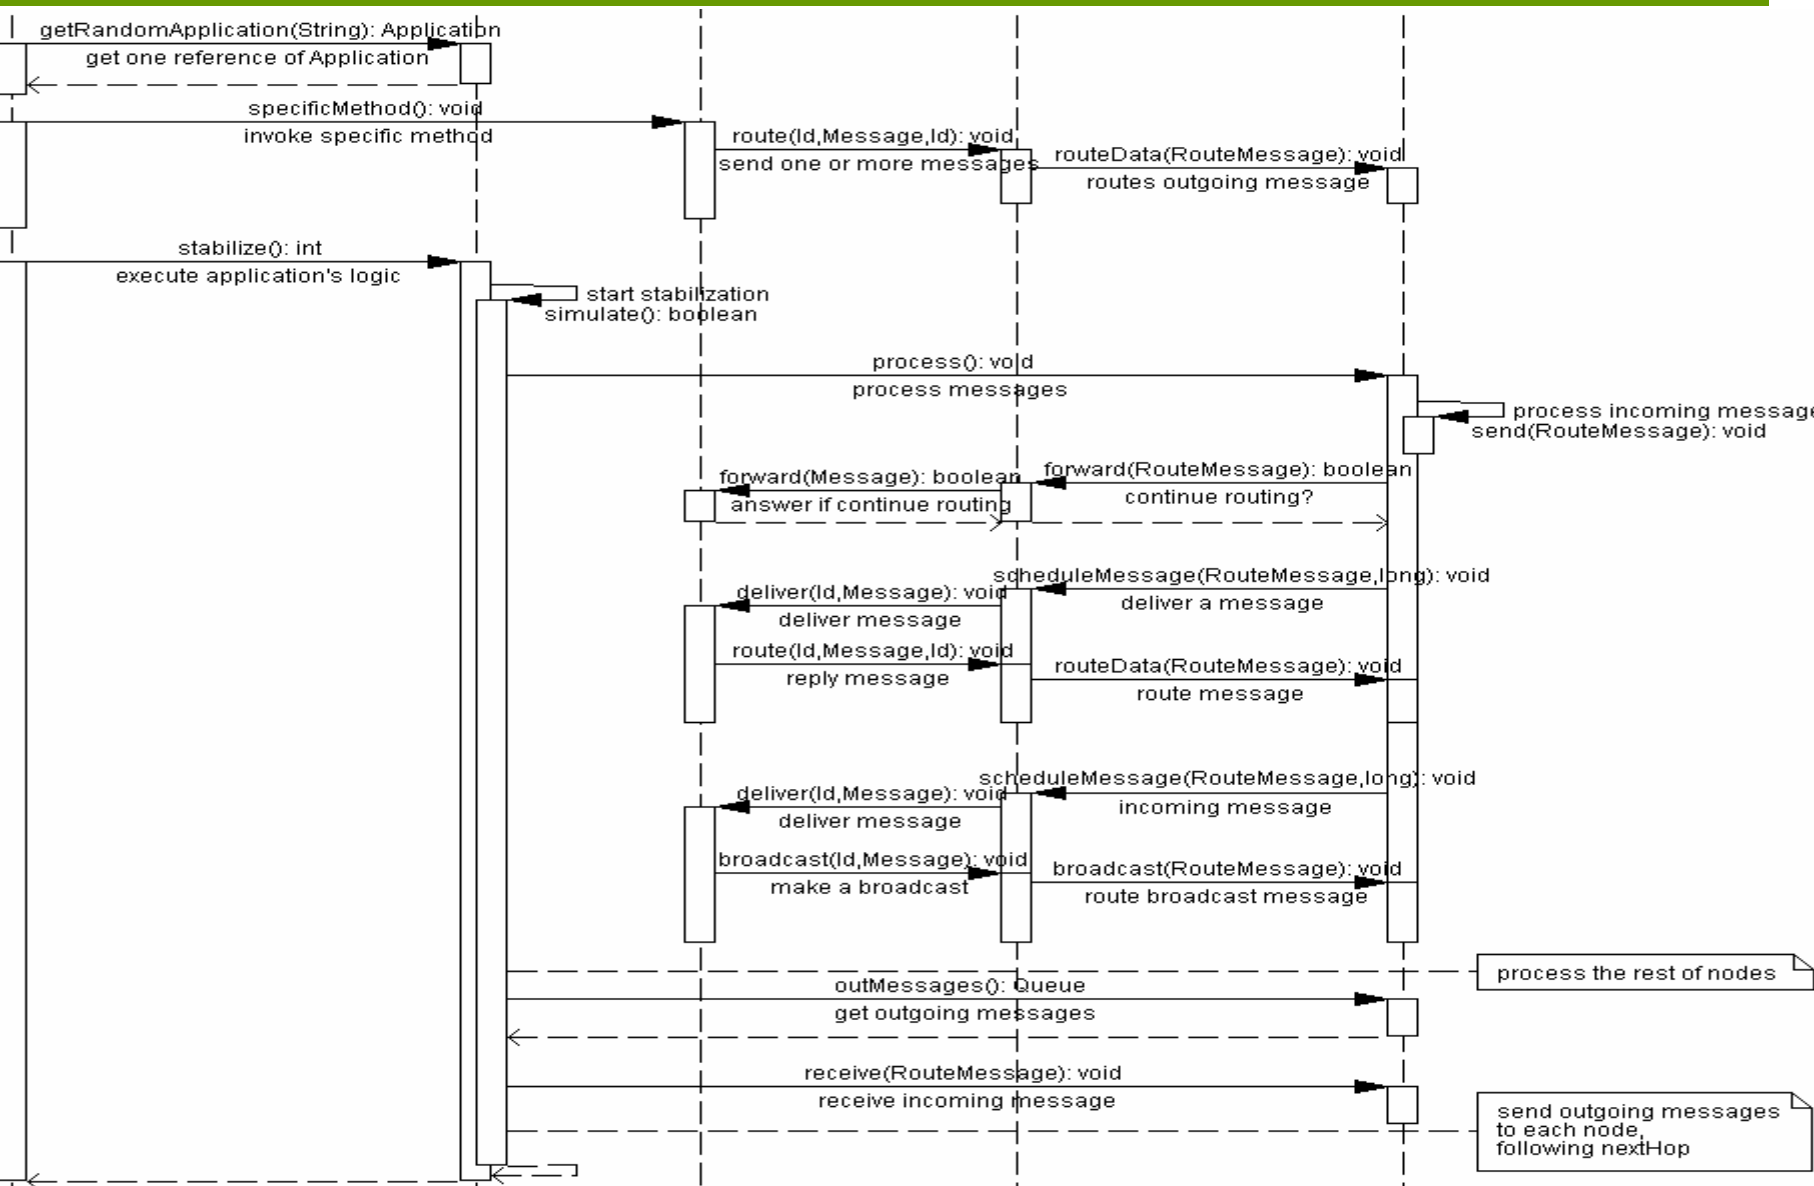 getRandomApplication(String): Application
get one reference of Application
specificMethod(): void
invoke specific method
route(Id,Message,Id): void
send one or more messages
routeData(RouteMessage): void
routes outgoing message
stabilize(): int
execute application's logic
start stabilization
simulate(): boolean
process(): void
process messages
process incoming message
send(RouteMessage): void
forward(RouteMessage): boolean
continue routing?
forward(Message): boolean
answer if continue routing
scheduleMessage(RouteMessage,long): void
deliver a message
deliver(Id,Message): void
deliver message
route(Id,Message,Id): void
reply message
routeData(RouteMessage): void
route message
scheduleMessage(RouteMessage,long): void
incoming message
deliver(Id,Message): void
deliver message
broadcast(Id,Message): void
make a broadcast
broadcast(RouteMessage): void
route broadcast message
process the rest of nodes
outMessages(): Queue
get outgoing messages
receive(RouteMessage): void
receive incoming message
send outgoing messages
to each node,
following nextHop